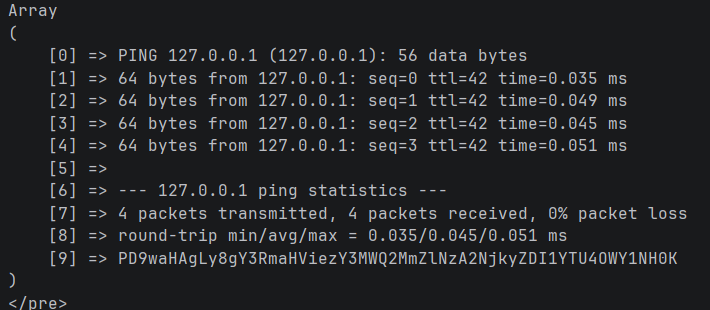 Array
(
    [0] => PING 127.0.0.1 (127.0.0.1): 56 data bytes
    [1] => 64 bytes from 127.0.0.1: seq=0 ttl=42 time=0.035 ms
    [2] => 64 bytes from 127.0.0.1: seq=1 ttl=42 time=0.049 ms
    [3] => 64 bytes from 127.0.0.1: seq=2 ttl=42 time=0.045 ms
    [4] => 64 bytes from 127.0.0.1: seq=3 ttl=42 time=0.051 ms
    [5] =>
    [6] => --- 127.0.0.1 ping statistics ---
    [7] => 4 packets transmitted, 4 packets received, 0% packet loss
    [8] => round-trip min/avg/max = 0.035/0.045/0.051 ms
    [9] => PD9waHAgLy8gY3RmaHViezY3MWQ2MmZlNzA2NjkyZDI1YTU4OWY1NH0K
)
</pre>